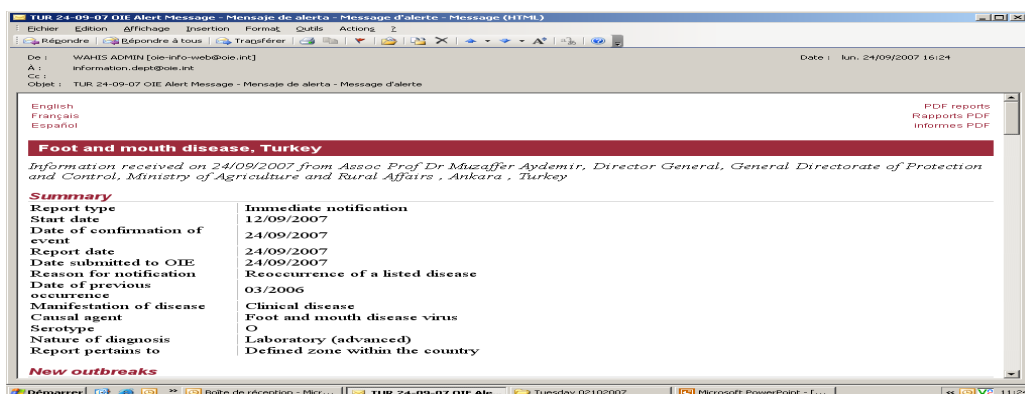 TUR 24-09-07 OIE Alert Message - Mensaje de alerta - Message d'alerte - Message (HTML)
Fichier Edition Affichage Insertion Format Outils Actions ?
Répondre Répondre à tous Transférer
De : WAHIS ADMIN [oie-info-web@oie.int] Date : lun. 24/09/2007 16:24
À : information.dept@oie.int
Cc :
Objet : TUR 24-09-07 OIE Alert Message - Mensaje de alerta - Message d'alerte
English PDF reports
Français Rapports PDF
Español informes PDF
Foot and mouth disease, Turkey
Information received on 24/09/2007 from Assoc Prof Dr Muzaffer Aydemir, Director General, General Directorate of Protection
and Control, Ministry of Agriculture and Rural Affairs , Ankara , Turkey
Summary
Report type Immediate notification
Start date 12/09/2007
Date of confirmation of
event 24/09/2007
Report date 24/09/2007
Date submitted to OIE 24/09/2007
Reason for notification Reoccurrence of a listed disease
Date of previous
occurrence 03/2006
Manifestation of disease Clinical disease
Causal agent Foot and mouth disease virus
Serotype O
Nature of diagnosis Laboratory (advanced)
Report pertains to Defined zone within the country
New outbreaks
Démarrer Boîte de réception - Micr... TUR 24-09-07 OIE Ale... Tuesday 02102007 Microsoft PowerPoint - [... 11:24